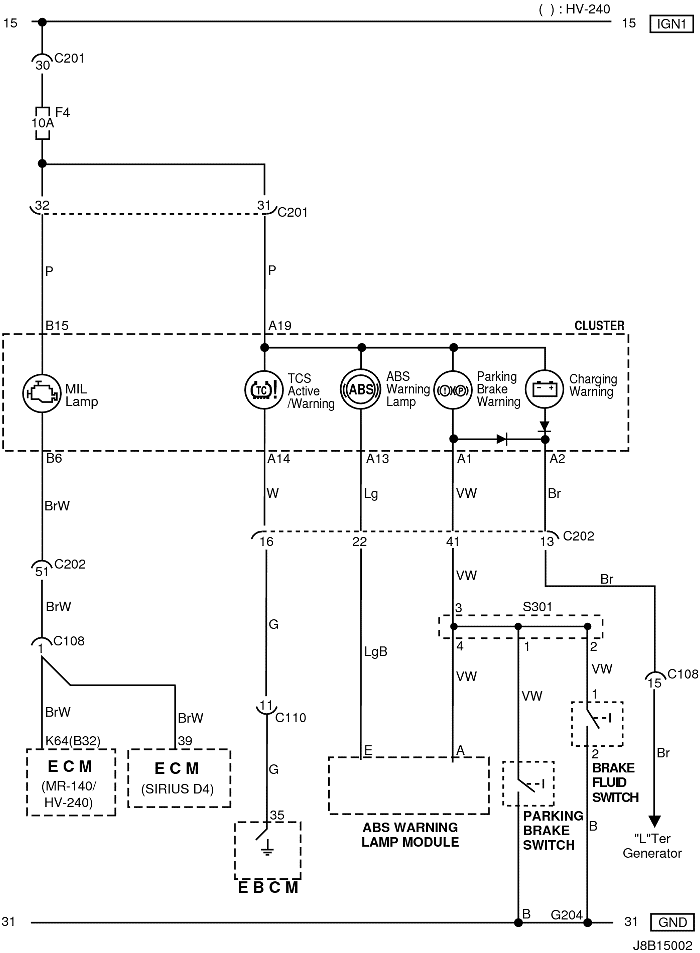 ( ) : HV-240
15
15 IGN1
C201
30
F4
10A
32
31 C201
P
P
B15
A19
CLUSTER
MIL
Lamp
TC
TCS
Active
/Warning
ABS
ABS
Warning
Lamp
P
Parking
Brake
Warning
Charging
Warning
B6
A14
A13
A1
A2
BrW
W
Lg
VW
Br
16
22
41
13
C202
C202
51
VW
Br
BrW
3
S301
G
C108
1
LgB
4
1
2
VW
VW
VW
C108
15
11
C110
BrW
BrW
1
K64(B32)
39
E
A
2
Br
E C M
(MR-140/
HV-240)
E C M
(SIRIUS D4)
G
BRAKE
FLUID
SWITCH
35
PARKING
BRAKE
SWITCH
B
ABS WARNING
LAMP MODULE
"L"Ter
Generator
E B C M
31
B
G204
31 GND
J8B15002